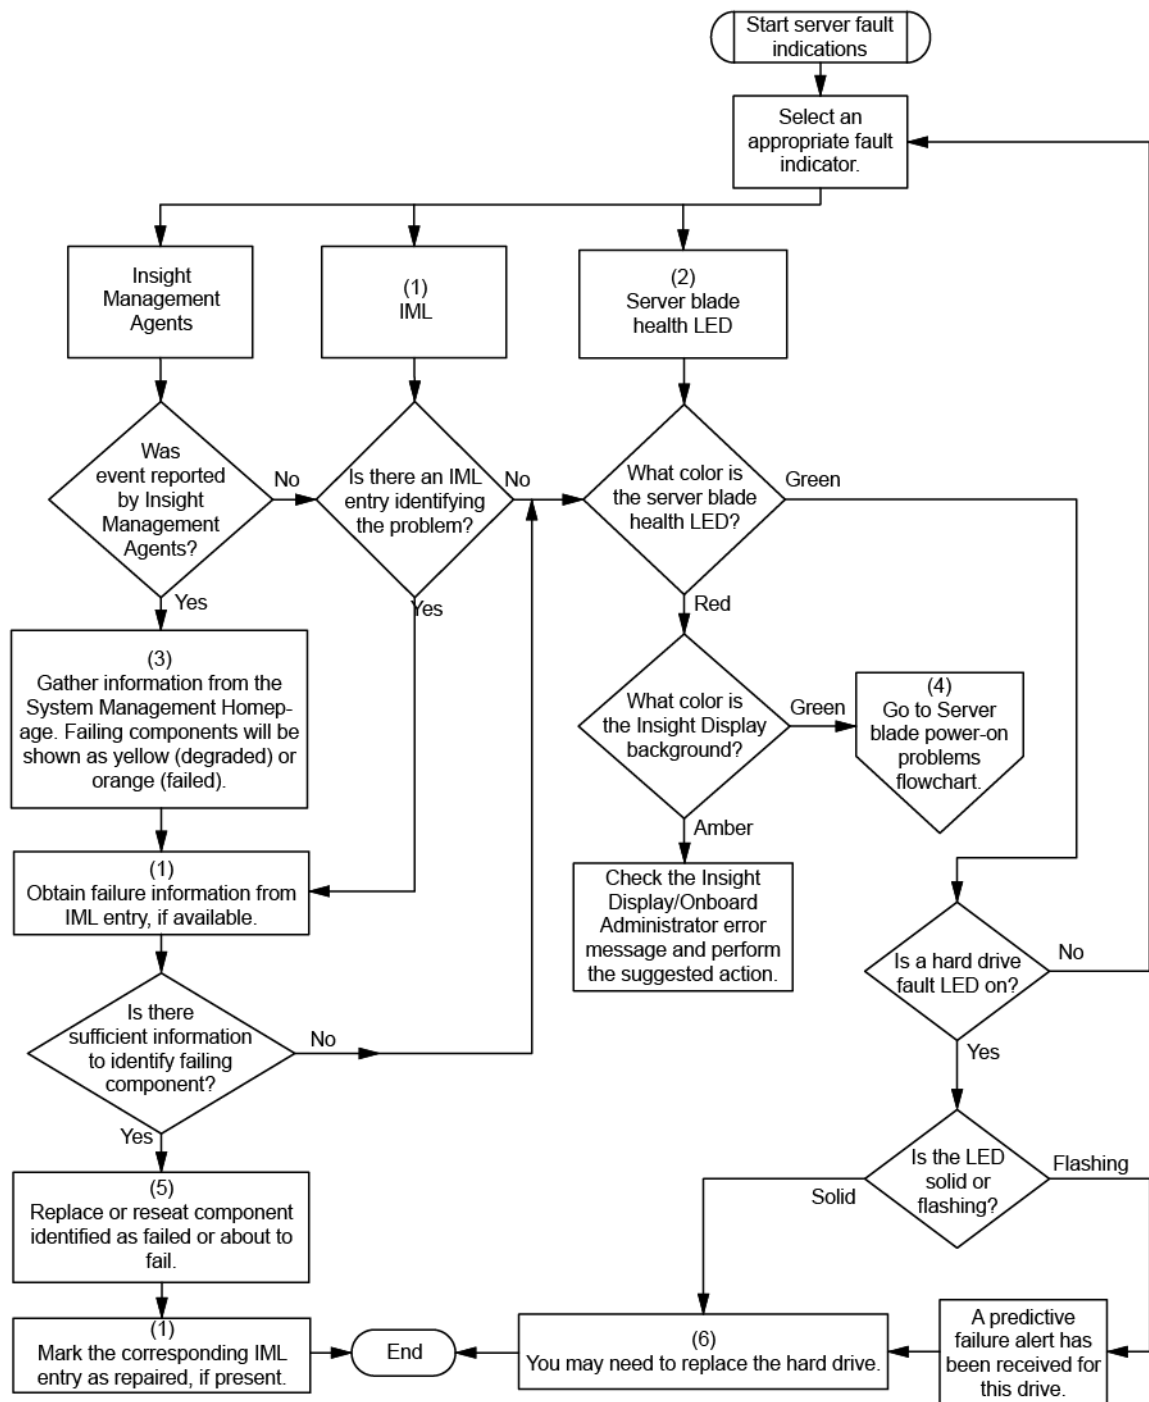 Start server fault
indications
Select an
appropriate fault
indicator.
Insight
Management
Agents
(1)
IML
(2)
Server blade
health LED
Was
event reported
by Insight
Management
Agents?
No
Is there an IML
entry identifying
the problem?
No
What color is
the server blade
health LED?
Green
Yes
Yes
Red
(3)
Gather information from the
System Management Homep-
age. Failing components will be
shown as yellow (degraded) or
orange (failed).
What color is
the Insight Display
background?
Green
(4)
Go to Server
blade power-on
problems
flowchart.
Amber
(1)
Obtain failure information from
IML entry, if available.
Check the Insight
Display/Onboard
Administrator error
message and perform
the suggested action.
Is a hard drive
fault LED on?
No
Is there
sufficient information
to identify failing
component?
No
Yes
Yes
Is the LED
solid or
flashing?
Flashing
Solid
(5)
Replace or reseat component
identified as failed or about to
fail.
(1)
Mark the corresponding IML
entry as repaired, if present.
End
(6)
You may need to replace the hard drive.
A predictive
failure alert has
been received for
this drive.